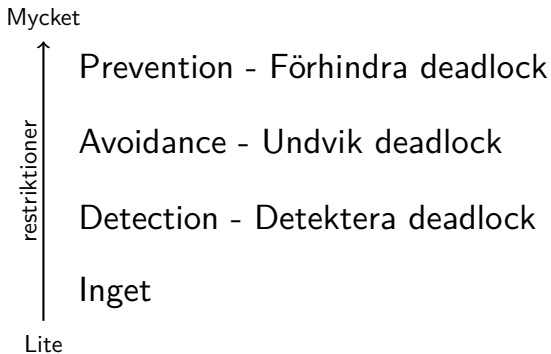 Mycket
Prevention - Förhindra deadlock
Avoidance - Undvik deadlock
restriktioner
Detection - Detektera deadlock
Inget
Lite